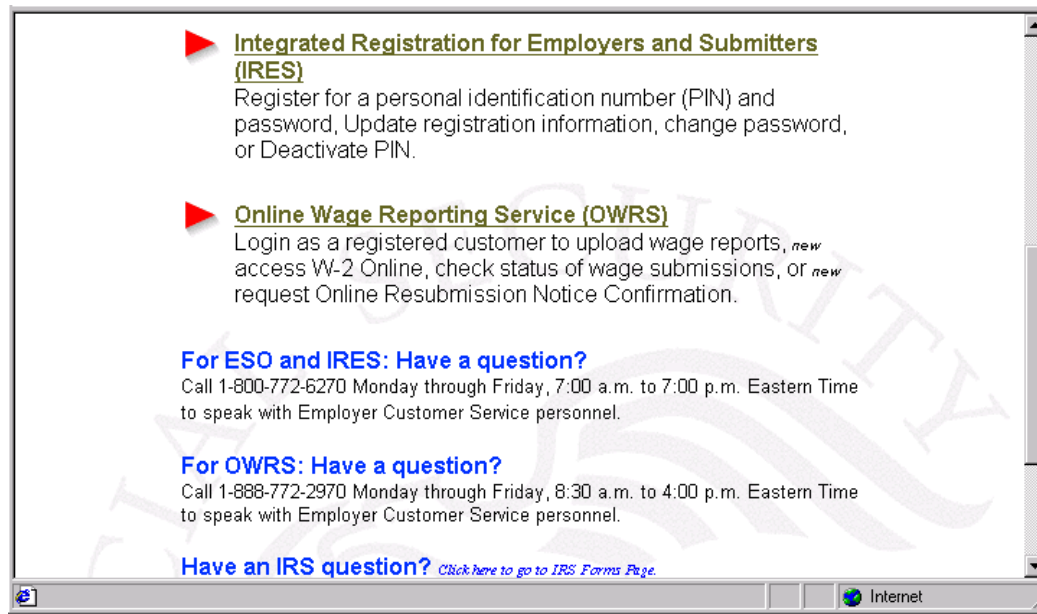 Integrated Registration for Employers and Submitters
(IRES)
Register for a personal identification number (PIN) and
password, Update registration information, change password,
or Deactivate PIN.
Online Wage Reporting Service (OWRS)
Login as a registered customer to upload wage reports, new
access W-2 Online, check status of wage submissions, or new
request Online Resubmission Notice Confirmation.
For ESO and IRES: Have a question?
Call 1-800-772-6270 Monday through Friday, 7:00 a.m. to 7:00 p.m. Eastern Time
to speak with Employer Customer Service personnel.
For OWRS: Have a question?
Call 1-888-772-2970 Monday through Friday, 8:30 a.m. to 4:00 p.m. Eastern Time
to speak with Employer Customer Service personnel.
Have an IRS question? Click here to go to IRS Forms Page.
CIAL SECURITY
Internet